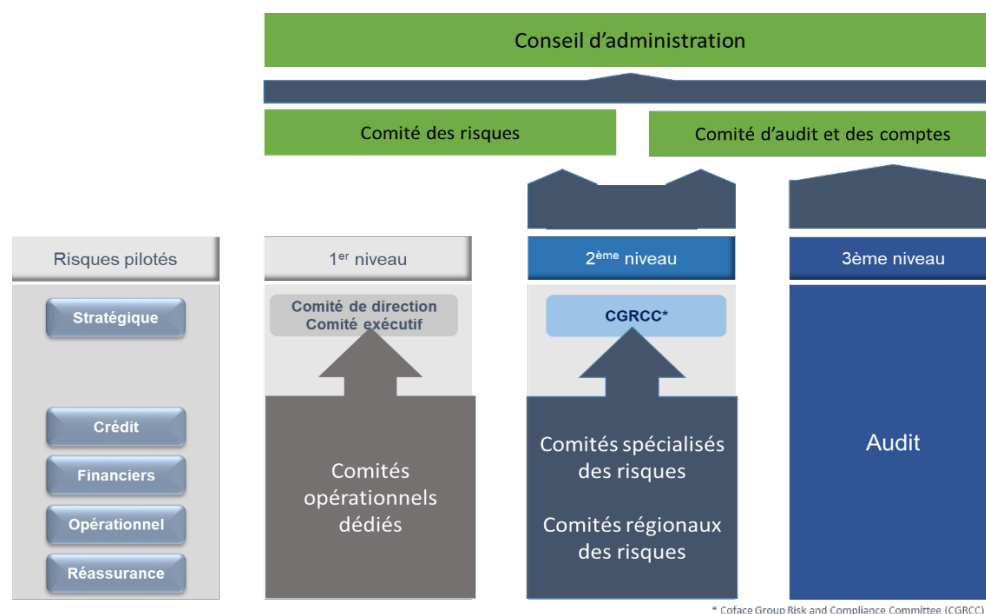 Conseil d’administration
Comité des risques
Comité d’audit et des comptes
Risques pilotés
1er niveau
2ème niveau
3ème niveau
Stratégique
Crédit
Financiers
Opérationnel
Réassurance
Comité de direction
Comité exécutif
Comités
opérationnels
dédiés
CGRCC*
Comités spécialisés
des risques
Comités régionaux
des risques
Audit
* Coface Group Risk and Compliance Committee (CGRCC)